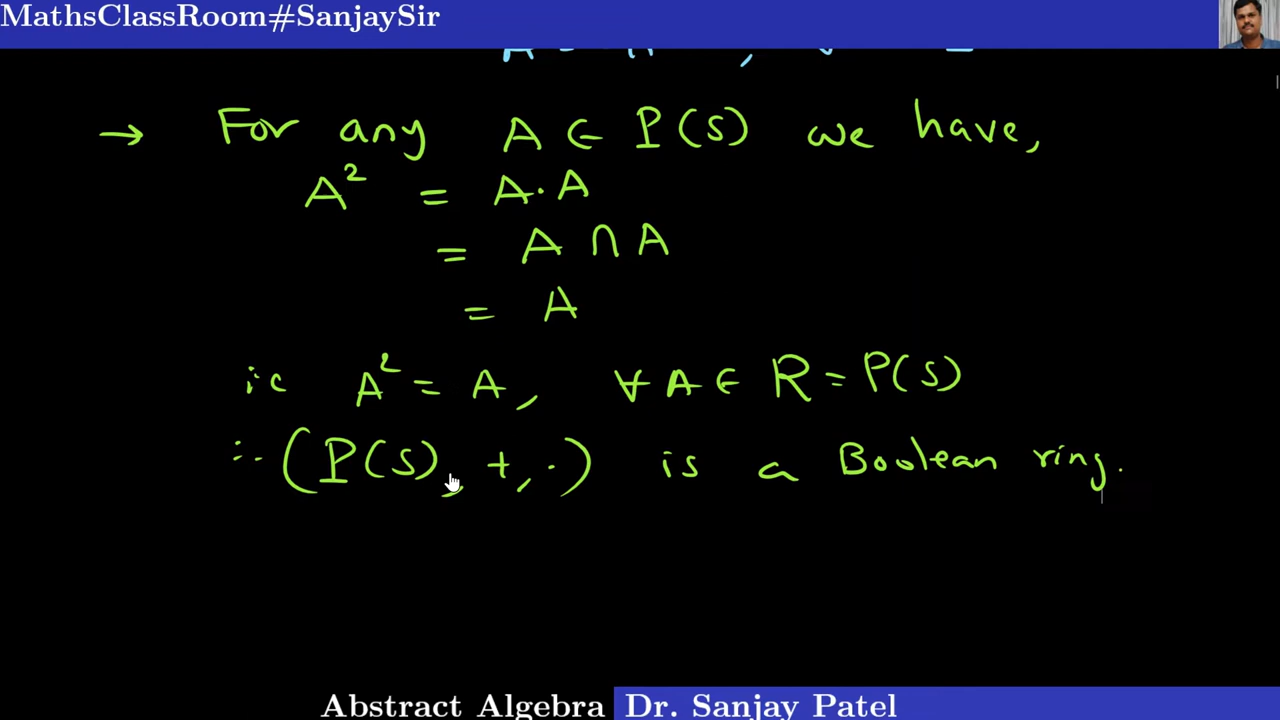 MathsClassRoom#SanjaySir
→ For any A ∈ P(S) we have,
A² = A·A
= A ∩ A
= A
ie A² = A, ∀ A ∈ R = P(S)
∴ (P(S), +, ·) is a Boolean ring.
Abstract Algebra Dr. Sanjay Patel